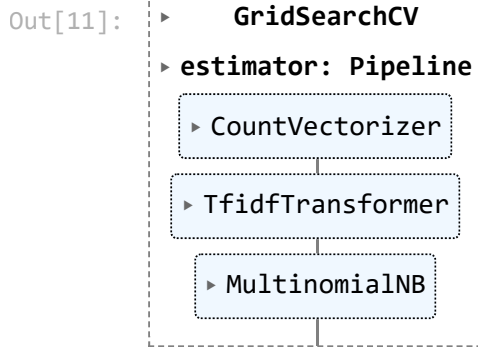 Out[11]: GridSearchCV
estimator: Pipeline
CountVectorizer
TfidfTransformer
MultinomialNB